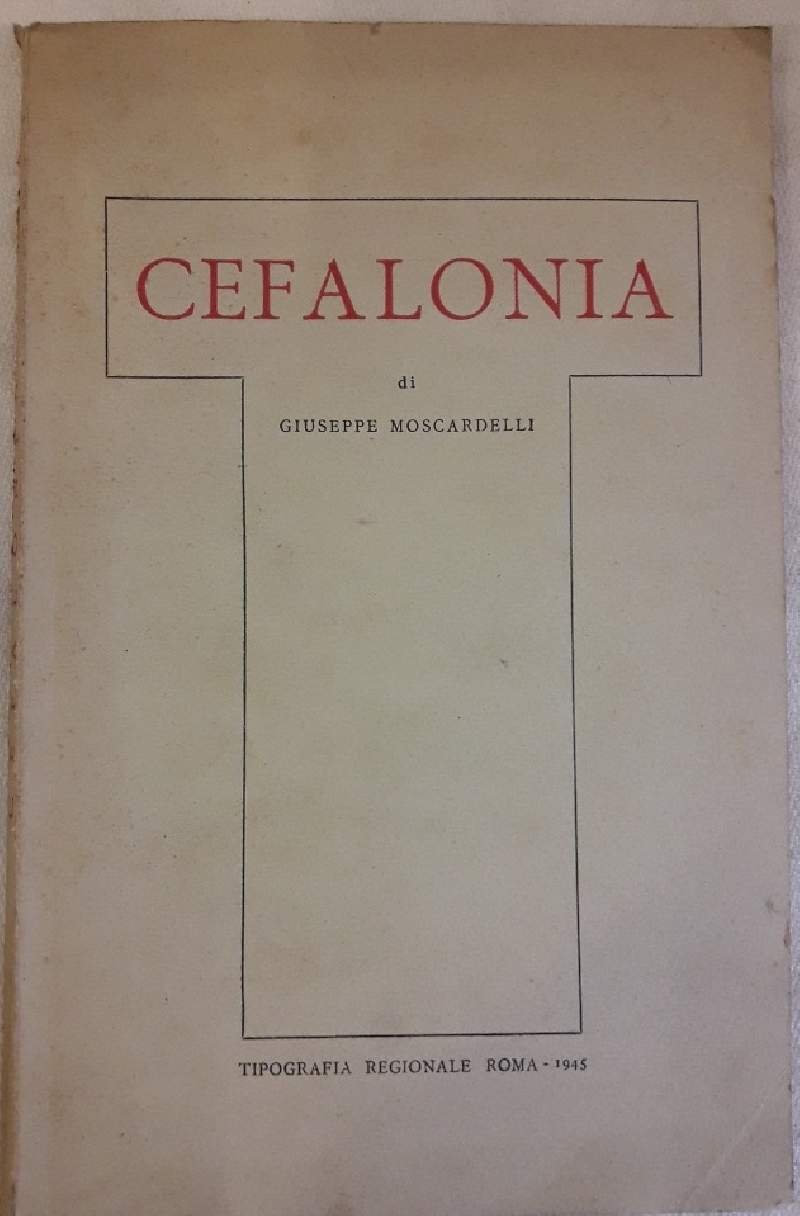 CEFALONIA
di
GIUSEPPE MOSCARDELLI
TIPOGRAFIA REGIONALE ROMA - 1945